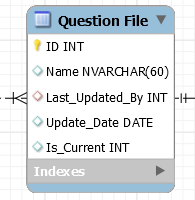 Question File
ID INT
Name NVARCHAR(60)
Last_Updated_By INT
Update_Date DATE
Is_Current INT
Indexes